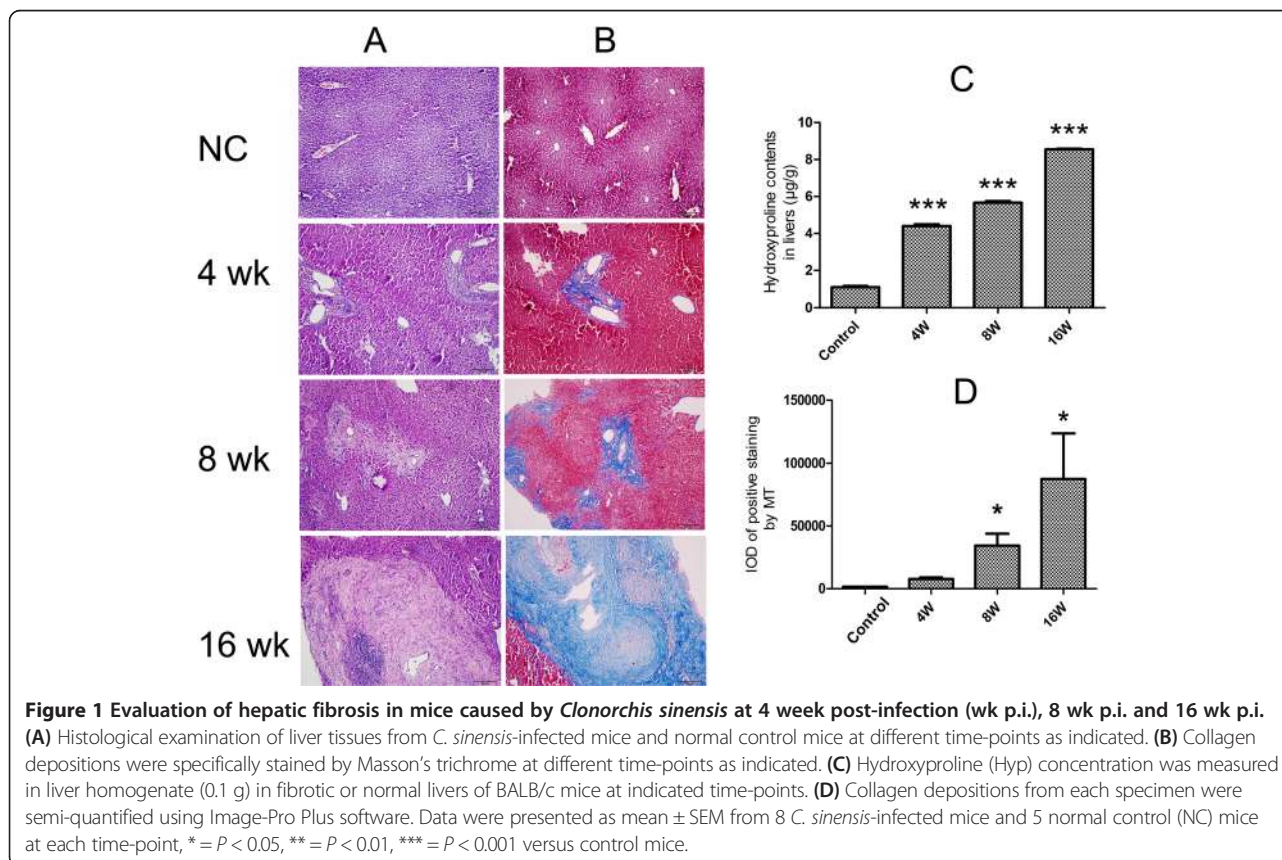 A
B
NC
4 wk
8 wk
16 wk
C
Hydroxyproline contents
in livers (µg/g)
10
8
6
4
2
0
***
***
***
Control
4W
8W
16W
D
IOD of positive staining
by MT
150000
100000
50000
0
*
*
Control
4W
8W
16W
Figure 1 Evaluation of hepatic fibrosis in mice caused by Clonorchis sinensis at 4 week post-infection (wk p.i.), 8 wk p.i. and 16 wk p.i.
(A) Histological examination of liver tissues from C. sinensis-infected mice and normal control mice at different time-points as indicated. (B) Collagen
depositions were specifically stained by Masson's trichrome at different time-points as indicated. (C) Hydroxyproline (Hyp) concentration was measured
in liver homogenate (0.1 g) in fibrotic or normal livers of BALB/c mice at indicated time-points. (D) Collagen depositions from each specimen were
semi-quantified using Image-Pro Plus software. Data were presented as mean ± SEM from 8 C. sinensis-infected mice and 5 normal control (NC) mice
at each time-point, * = P < 0.05, ** = P < 0.01, *** = P < 0.001 versus control mice.